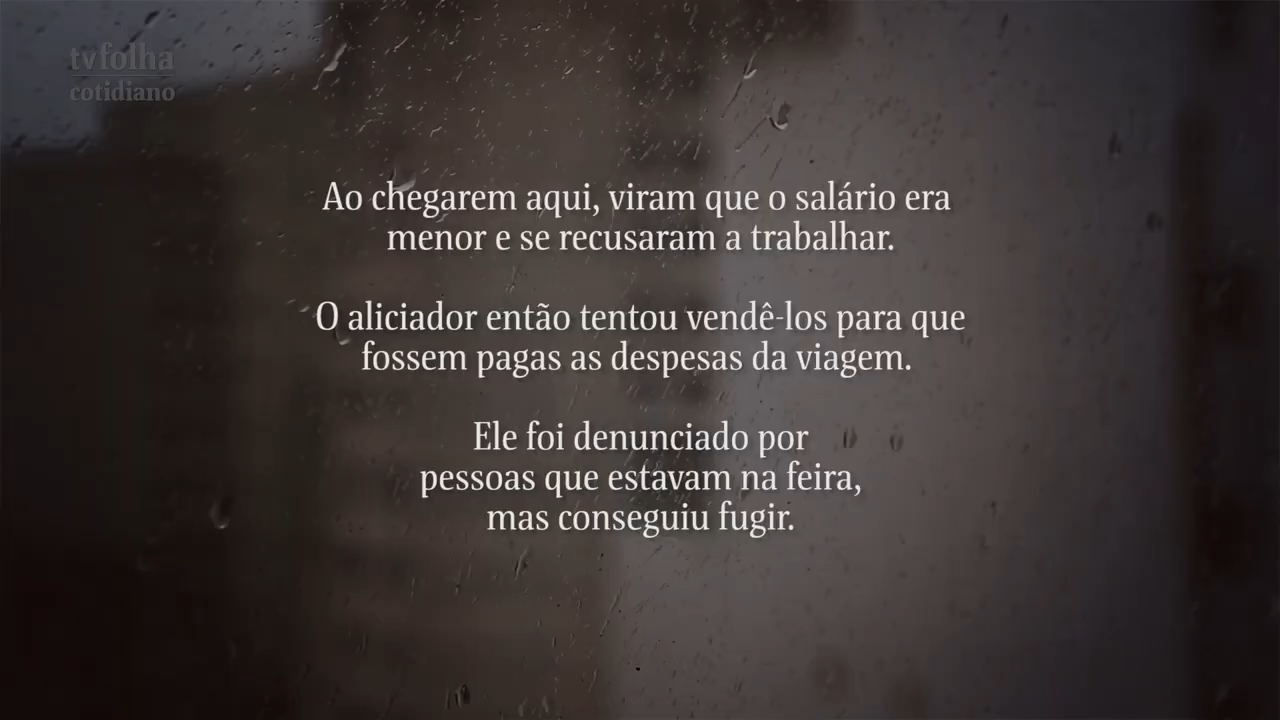 tvfolha
cotidiano
Ao chegarem aqui, viram que o salário era
menor e se recusaram a trabalhar.
O aliciador então tentou vendê-los para que
fossem pagas as despesas da viagem.
Ele foi denunciado por
pessoas que estavam na feira,
mas conseguiu fugir.